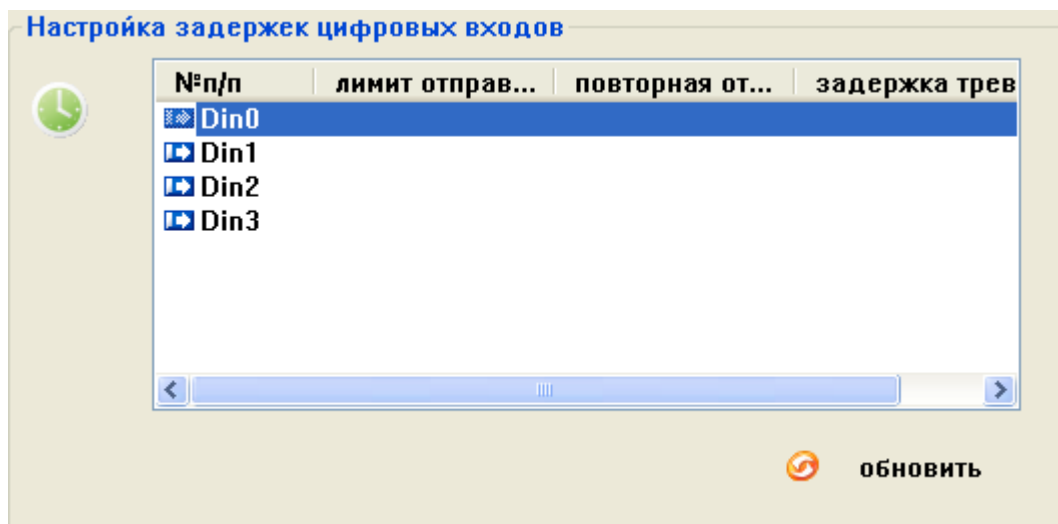 Настройка задержек цифровых входов
№п/п лимит отправ... повторная от... задержка трев
Din0
Din1
Din2
Din3
обновить